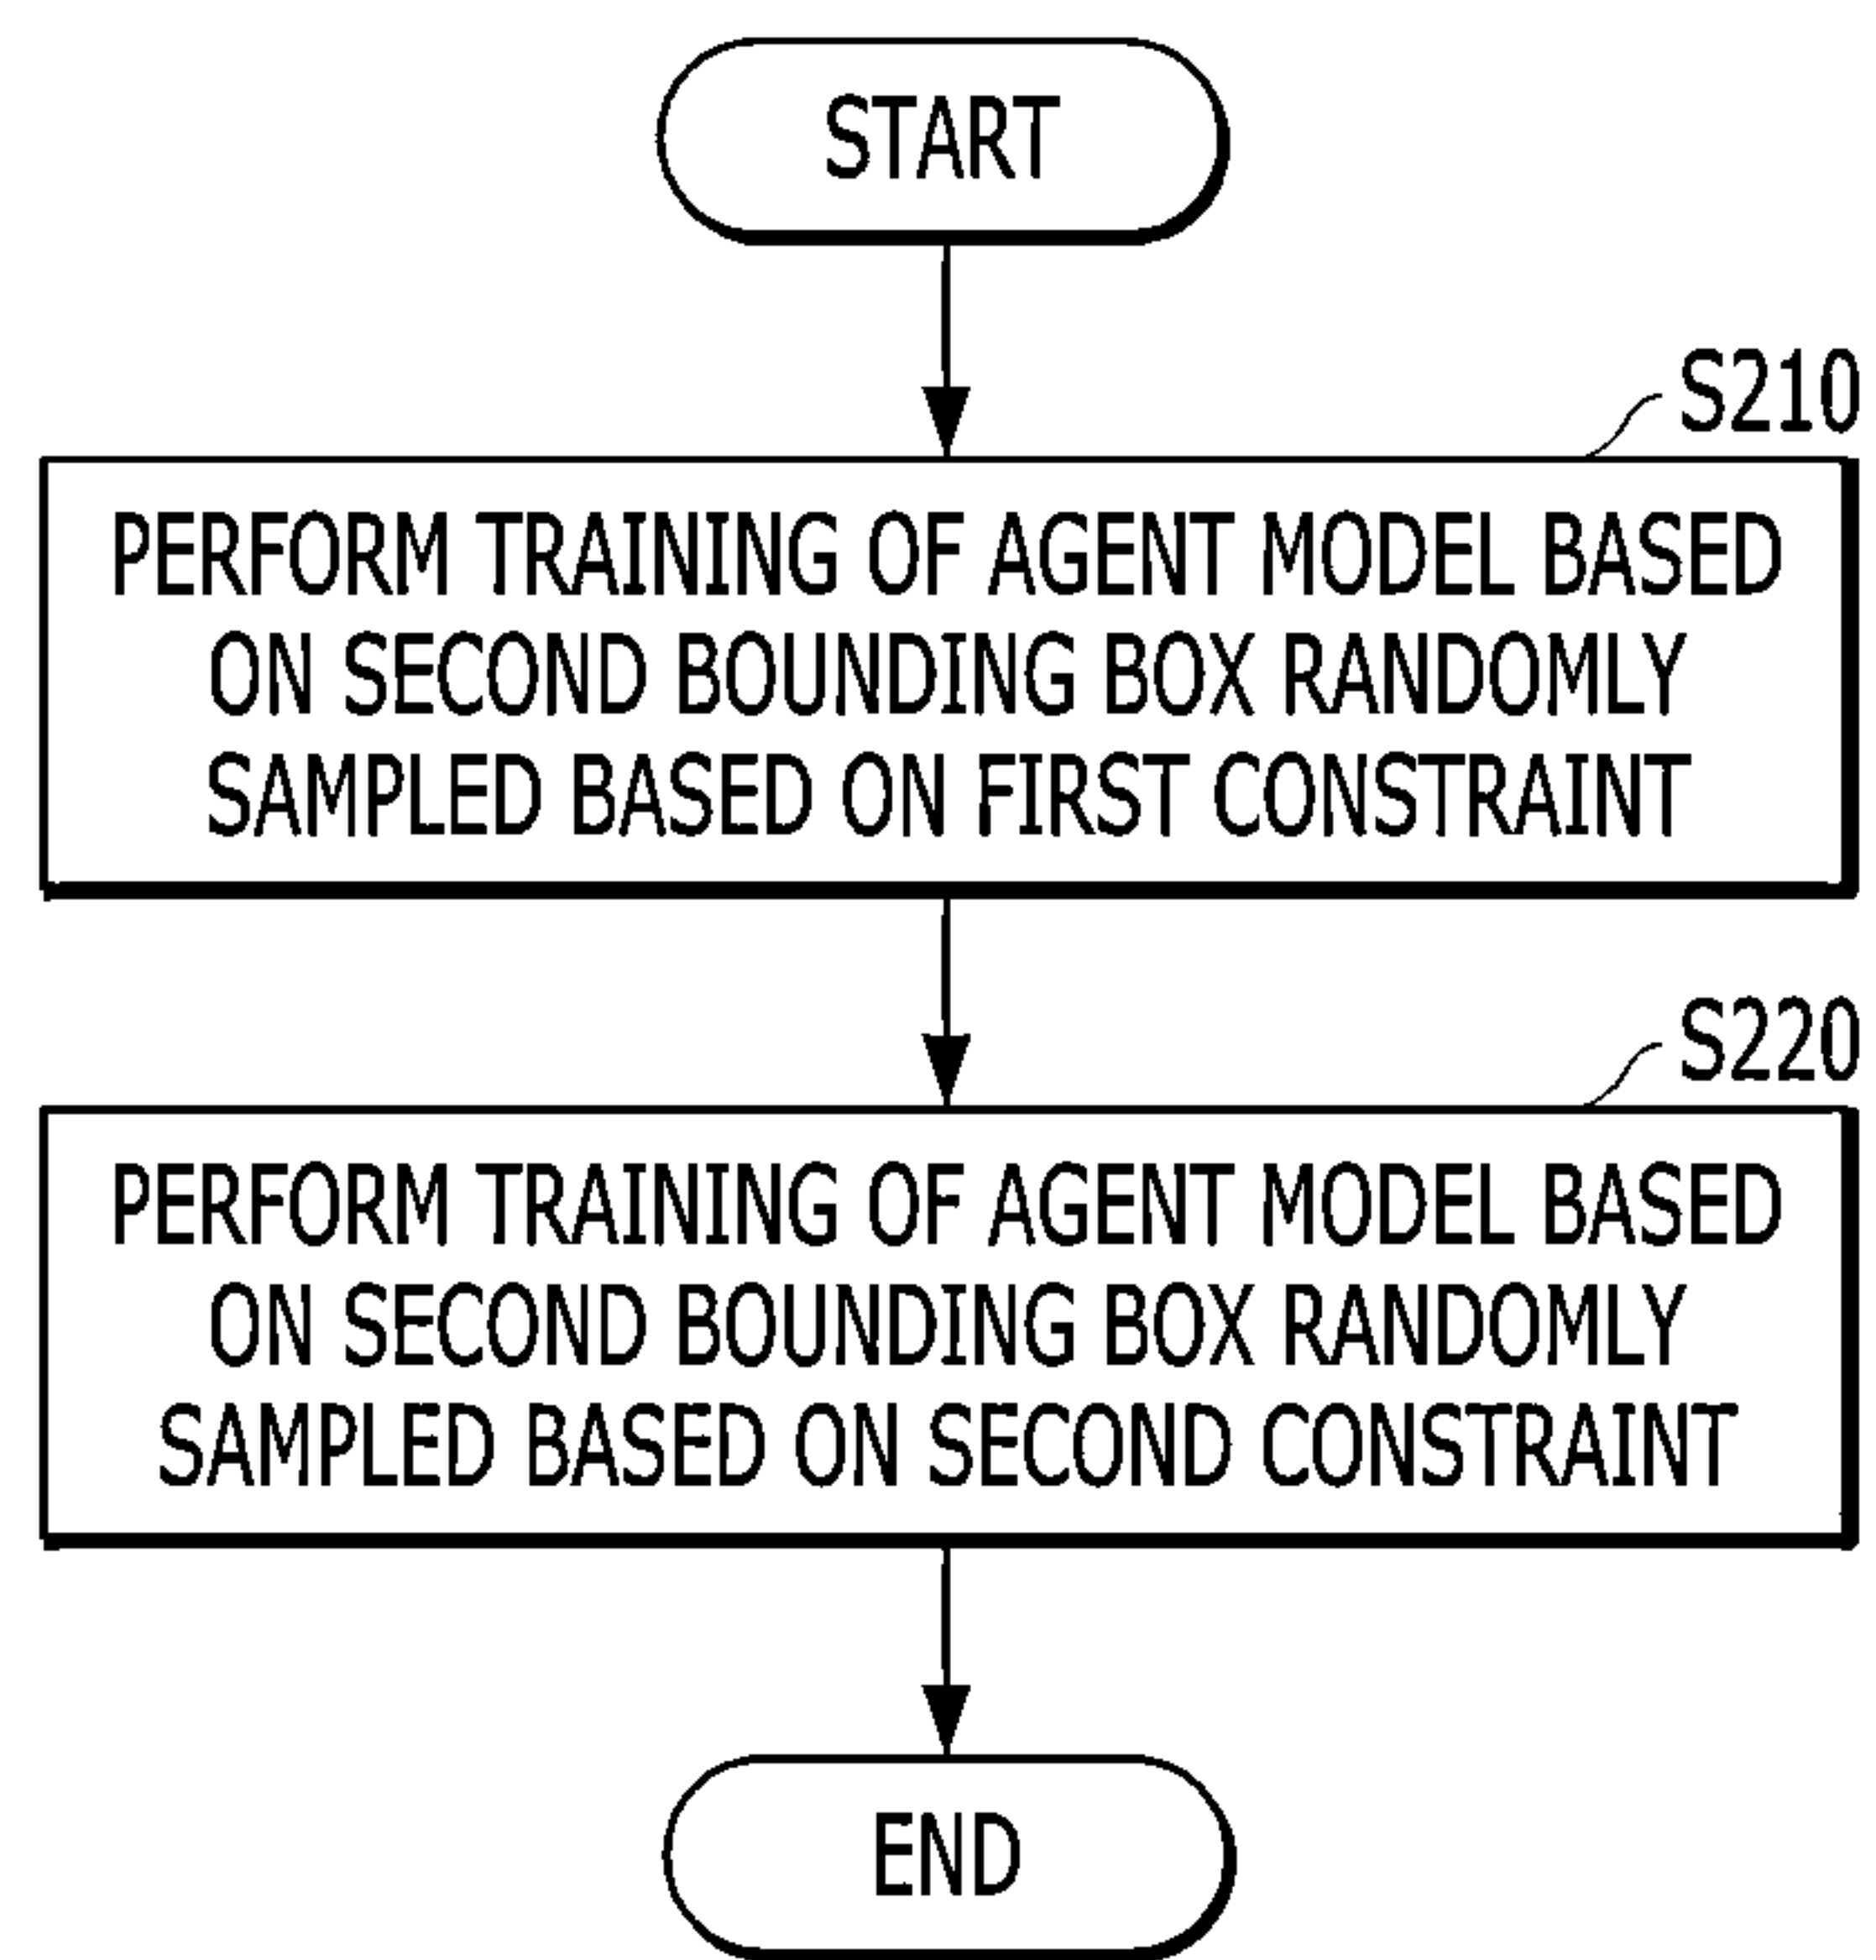 START
S210
PERFORM TRAINING OF AGENT MODEL BASED
ON SECOND BOUNDING BOX RANDOMLY
SAMPLED BASED ON FIRST CONSTRAINT
S220
PERFORM TRAINING OF AGENT MODEL BASED
ON SECOND BOUNDING BOX RANDOMLY
SAMPLED BASED ON SECOND CONSTRAINT
END